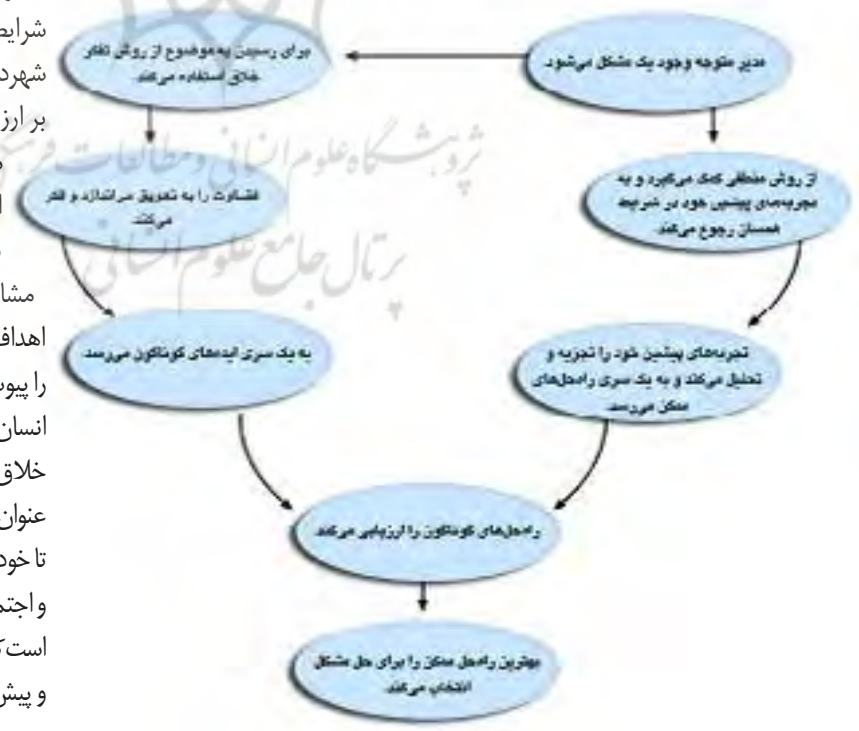 مدیر متوجه وجود یک مشکل می‌شود.
برای رسیدن به موضوع از روش تفکر
خلاق استفاده می‌کند.
از روش منطقی کمک می‌گیرد و به
تجربه‌های پیشین خود در شرایط
همسان رجوع می‌کند.
قضاوت را به تعویق می‌اندازد و فکر
می‌کند.
تجربه‌های پیشین خود را تجزیه و
تحلیل می‌کند و به یک سری راه‌حل‌های
ممکن می‌رسد.
به یک سری ایده‌های گوناگون می‌رسد
راه‌حل‌های گوناگون را ارزیابی می‌کند.
بهترین راه‌حل ممکن را برای حل مشکل
انتخاب می‌کند.
پژوهشگاه علوم انسانی و مطالعات
پرتال جامع علوم انسانی
شرایط
شهرد
بر ارز
مشا
اهداف
را پیو
انسان
خلاق
عنوان
تا خود
و اجتم
است ک
و پیش